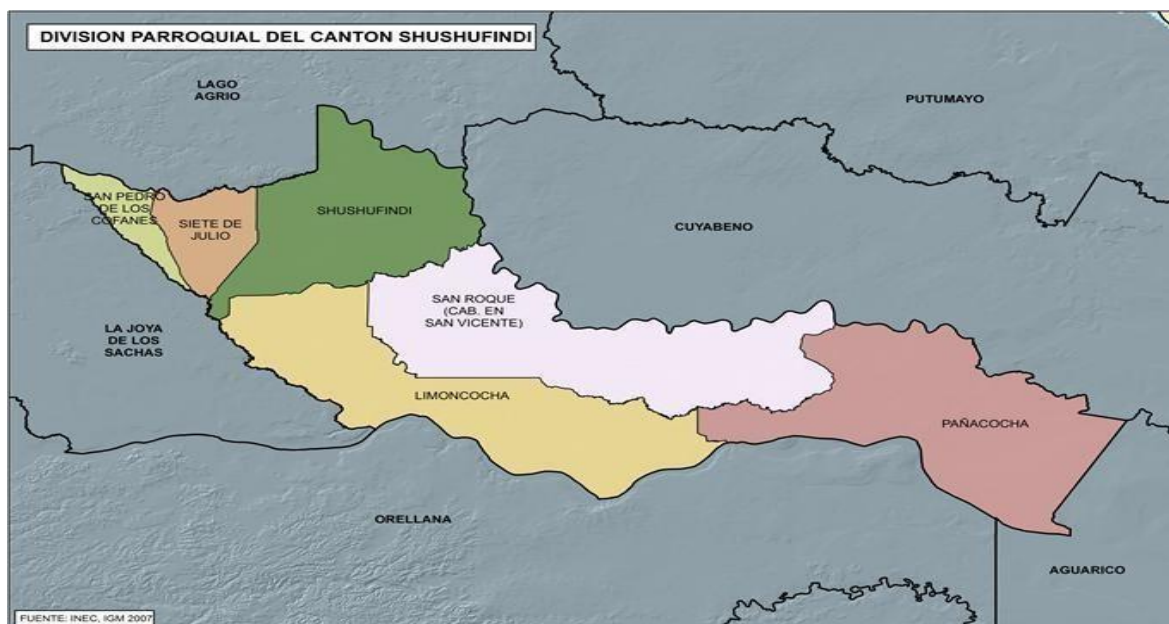 DIVISION PARROQUIAL DEL CANTON SHUSHUFINDI
LAGO
AGRIO
PUTUMAYO
SAN PEDRO
DE LOS
COFANES
SIETE DE
JULIO
SHUSHUFINDI
CUYABENO
SAN ROQUE
(CAB. EN
SAN VICENTE)
LA JOYA
DE LOS
SACHAS
LIMONCOCHA
PAÑACOCHA
ORELLANA
AGUARICO
FUENTE: INEC, IGM 2007